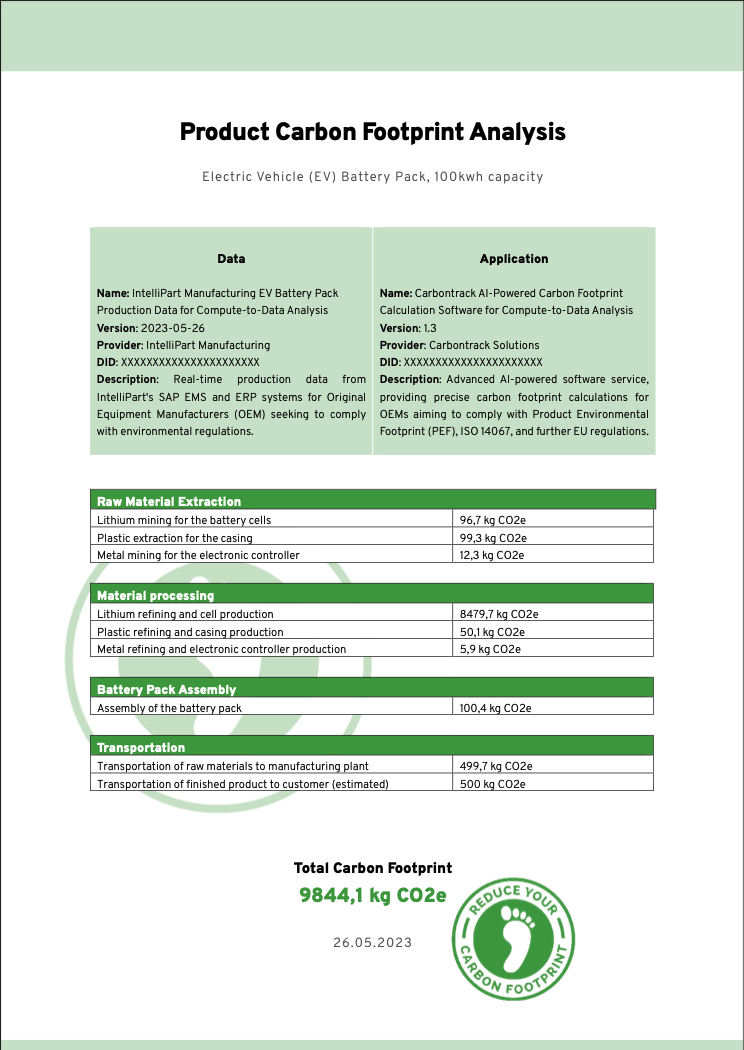 Product Carbon Footprint Analysis
Electric Vehicle (EV) Battery Pack, 100kwh capacity
Data
Name: IntelliPart Manufacturing EV Battery Pack
Production Data for Compute-to-Data Analysis
Version: 2023-05-26
Provider: IntelliPart Manufacturing
DID: XXXXXXXXXXXXXXXXXXXXXX
Description: Real-time production data from
IntelliPart's SAP EMS and ERP systems for Original
Equipment Manufacturers (OEM) seeking to comply
with environmental regulations.
Application
Name: Carbontrack AI-Powered Carbon Footprint
Calculation Software for Compute-to-Data Analysis
Version: 1.3
Provider: Carbontrack Solutions
DID: XXXXXXXXXXXXXXXXXXXXXX
Description: Advanced AI-powered software service,
providing precise carbon footprint calculations for
OEMs aiming to comply with Product Environmental
Footprint (PEF), ISO 14067, and further EU regulations.
Raw Material Extraction
Lithium mining for the battery cells 96,7 kg CO2e
Plastic extraction for the casing 99,3 kg CO2e
Metal mining for the electronic controller 12,3 kg CO2e
Material processing
Lithium refining and cell production 8479,7 kg CO2e
Plastic refining and casing production 50,1 kg CO2e
Metal refining and electronic controller production 5,9 kg CO2e
Battery Pack Assembly
Assembly of the battery pack 100,4 kg CO2e
Transportation
Transportation of raw materials to manufacturing plant 499,7 kg CO2e
Transportation of finished product to customer (estimated) 500 kg CO2e
Total Carbon Footprint
9844,1 kg CO2e
26.05.2023
REDUCE YOUR
CARBON FOOTPRINT